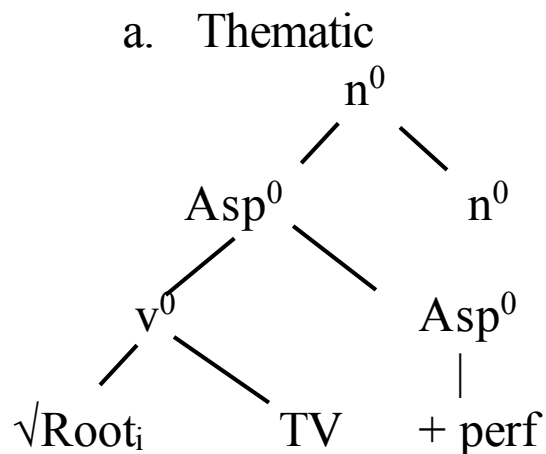 a. Thematic
n⁰
Asp⁰ n⁰
v⁰ Asp⁰
√Rootᵢ TV + perf